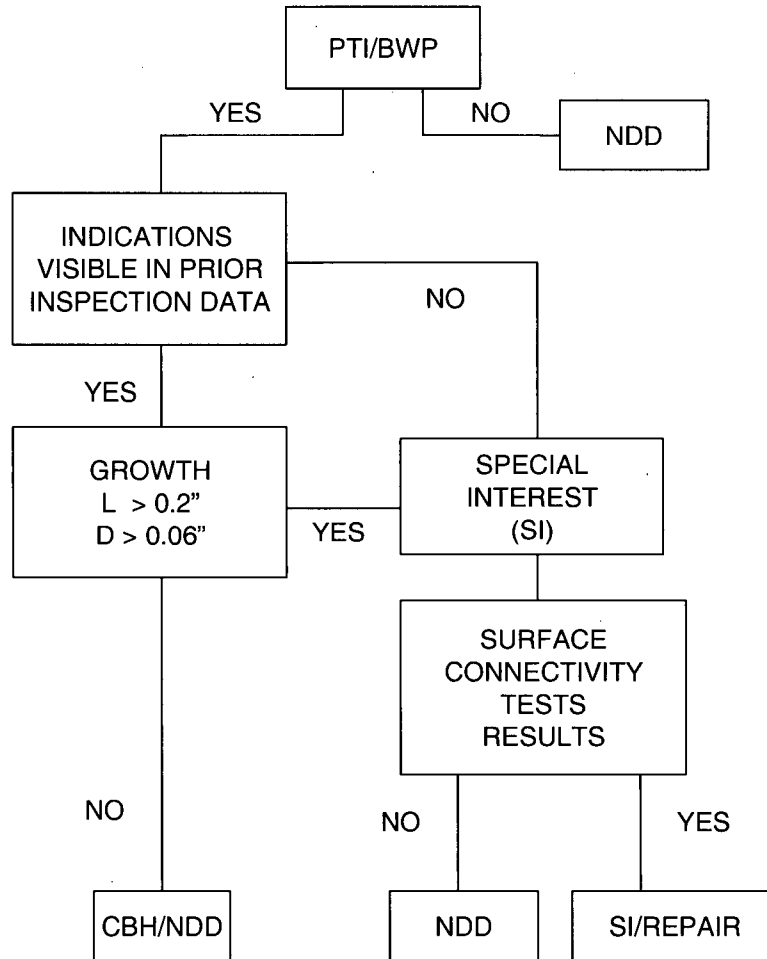 PTI/BWP
YES
NO
NDD
INDICATIONS
VISIBLE IN PRIOR
INSPECTION DATA
NO
YES
GROWTH
L > 0.2”
D > 0.06”
YES
SPECIAL
INTEREST
(SI)
SURFACE
CONNECTIVITY
TESTS
RESULTS
NO
NO
YES
CBH/NDD
NDD
SI/REPAIR